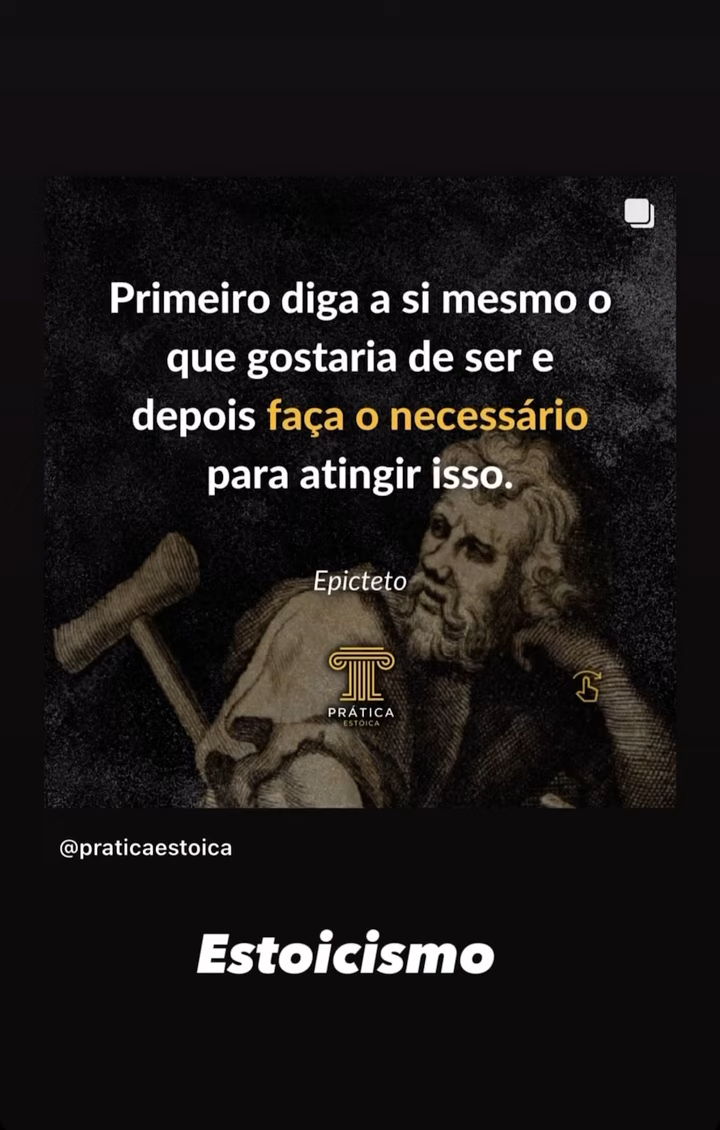 Primeiro diga a si mesmo o
que gostaria de ser e
depois faça o necessário
para atingir isso.
Epicteto
PRÁTICA
ESTOICA
@praticaestoica
Estoicismo